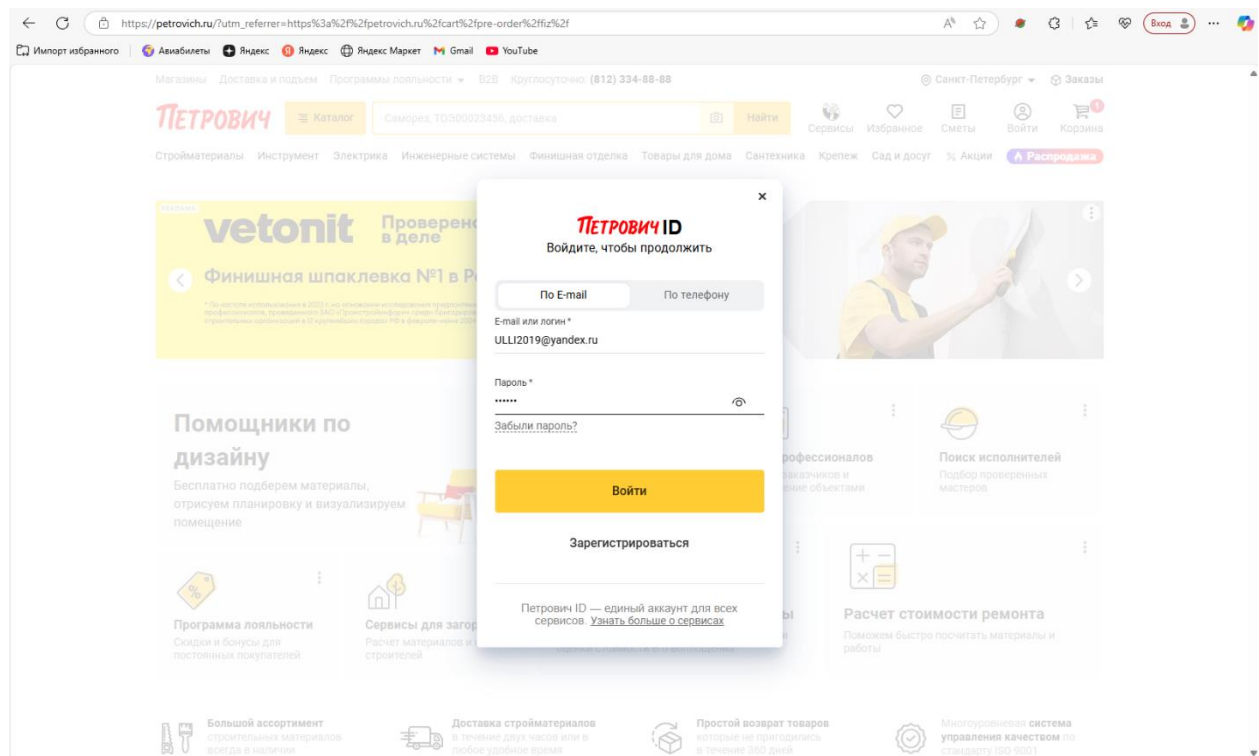 https://petrovich.ru/?utm_referrer=https%3a%2f%2fpetrovich.ru%2fcart%2fpre-order%2ffiz%2f
Вход
Импорт избранного
Авиабилеты
Яндекс
Яндекс
Яндекс Маркет
Gmail
YouTube
Магазины Доставка и подъем Программы лояльности B2B Круглосуточно: (812) 334-88-88
Санкт-Петербург Заказы
ПЕТРОВИЧ
Каталог
Саморез, ТОЭ00023456, доставка
Найти
Сервисы Избранное Сметы Войти Корзина
1
Стройматериалы Инструмент Электрика Инженерные системы Финишная отделка Товары для дома Сантехника Крепеж Сад и досуг % Акции Распродажа
РЕКЛАМА
vetonit
Проверено
в деле
Финишная шпаклевка №1 в
ПЕТРОВИЧ ID
Войдите, чтобы продолжить
По E-mail
По телефону
E-mail или логин *
ULLI2019@yandex.ru
Пароль *
••••••
Забыли пароль?
Войти
Зарегистрироваться
Петрович ID — единый аккаунт для всех
сервисов. Узнать больше о сервисах
Помощники по
дизайну
Бесплатно подберем материалы,
отрисуем планировку и визуализируем
помещение
Поиск исполнителей
Подбор проверенных
мастеров
Программа лояльности
Скидки и бонусы для
постоянных покупателей
Сервисы для загор
Расчет материалов и
строителей
Расчет стоимости ремонта
Поможем быстро посчитать материалы и
работы
Большой ассортимент
строительных материалов
всегда в наличии
Доставка стройматериалов
в течение двух часов или в
любое удобное время
Простой возврат товаров
которые не пригодились
в течение 360 дней
Многоуровневая система
управления качеством по
стандарту ISO 9001